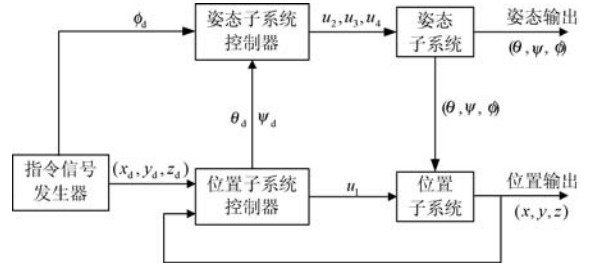 ϕd
姿态子系统
控制器
u2,u3,u4
姿态
子系统
姿态输出
(θ,ψ,ϕ)
θd ψd
(θ,ψ,ϕ)
指令信号
发生器
(xd,yd,zd)
位置子系统
控制器
u1
位置
子系统
位置输出
(x,y,z)